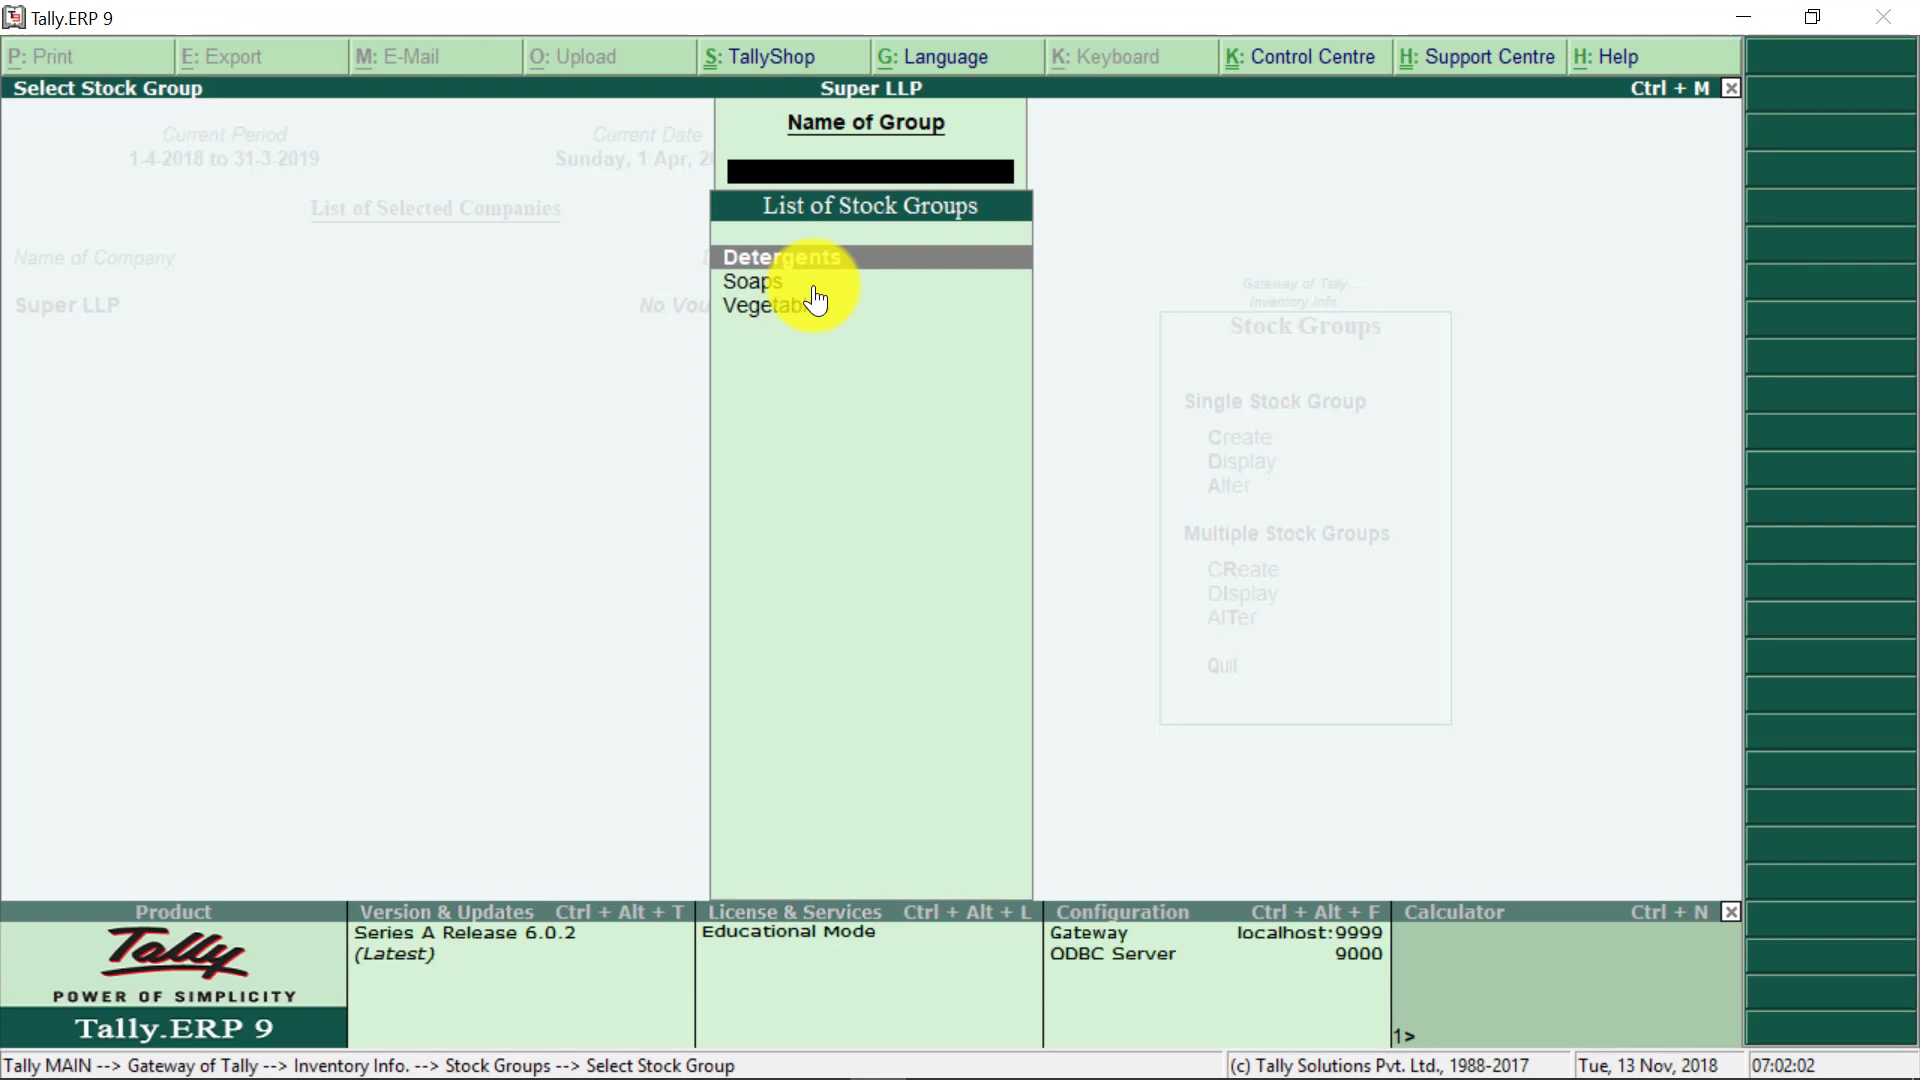 Tally.ERP 9
P: Print
E: Export
M: E-Mail
O: Upload
S: TallyShop
G: Language
K: Keyboard
K: Control Centre
H: Support Centre
H: Help
Select Stock Group
Super LLP
Ctrl + M
Current Period
1-4-2018 to 31-3-2019
Current Date
Sunday, 1 Apr,
List of Selected Companies
Name of Company
Super LLP
No Vou
Name of Group
List of Stock Groups
Detergents
Soaps
Gateway of Tally
Inventory Info.
Stock Groups
Single Stock Group
Create
Display
Alter
Multiple Stock Groups
CReate
DIsplay
AlTer
Quit
Product
Tally
POWER OF SIMPLICITY
Tally.ERP 9
Version & Updates Ctrl + Alt + T
Series A Release 6.0.2
(Latest)
License & Services Ctrl + Alt + L
Educational Mode
Configuration Ctrl + Alt + F
Gateway localhost:9999
ODBC Server 9000
Calculator Ctrl + N
1>
Tally MAIN --> Gateway of Tally --> Inventory Info. --> Stock Groups --> Select Stock Group
(c) Tally Solutions Pvt. Ltd., 1988-2017
Tue, 13 Nov, 2018
07:02:02